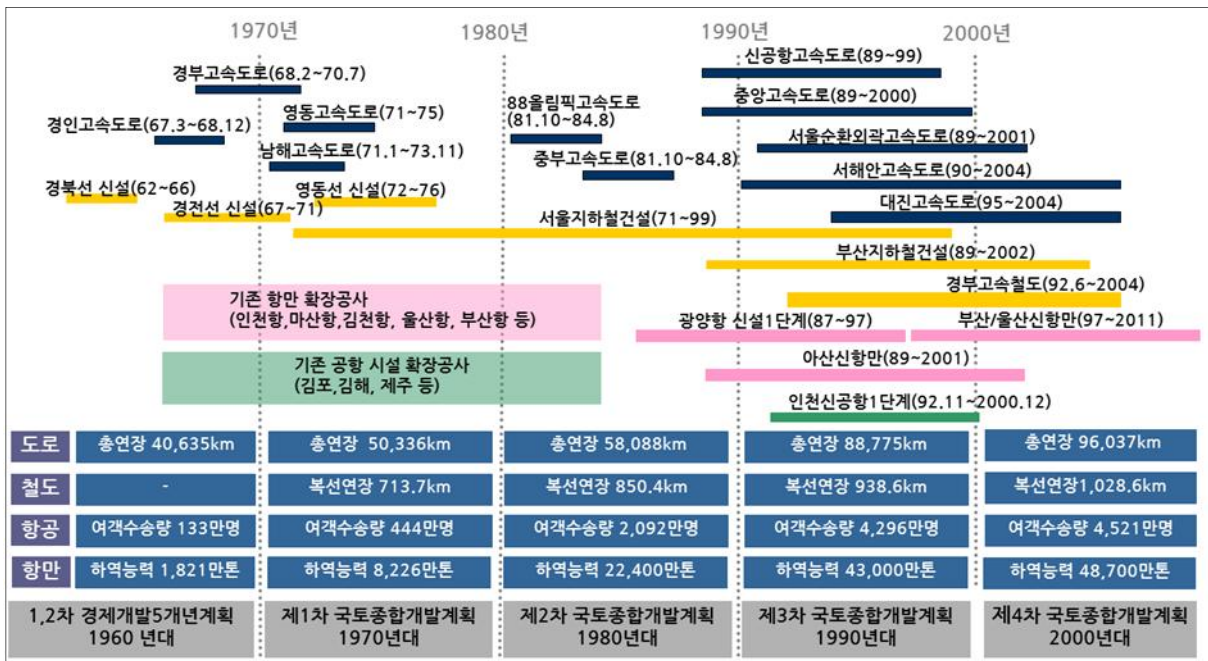 1970년
1980년
1990년
2000년
경부고속도로(68.2~70.7)
신공항고속도로(89~99)
경인고속도로(67.3~68.12)
영동고속도로(71~75)
88올림픽고속도로
(81.10~84.8)
중앙고속도로(89~2000)
남해고속도로(71.1~73.11)
중부고속도로(81.10~84.8)
서울순환외곽고속도로(89~2001)
서해안고속도로(90~2004)
경북선 신설(62~66)
영동선 신설(72~76)
경전선 신설(67~71)
서울지하철건설(71~99)
대진고속도로(95~2004)
부산지하철건설(89~2002)
경부고속철도(92.6~2004)
기존 항만 확장공사
(인천항,마산항,김천항, 울산항, 부산항 등)
광양항 신설1단계(87~97)
부산/울산신항만(97~2011)
기존 공항 시설 확장공사
(김포,김해, 제주 등)
아산신항만(89~2001)
인천신공항1단계(92.11~2000.12)
도로
총연장 40,635km
총연장 50,336km
총연장 58,088km
총연장 88,775km
총연장 96,037km
철도
-
복선연장 713.7km
복선연장 850.4km
복선연장 938.6km
복선연장1,028.6km
항공
여객수송량 133만명
여객수송량 444만명
여객수송량 2,092만명
여객수송량 4,296만명
여객수송량 4,521만명
항만
하역능력 1,821만톤
하역능력 8,226만톤
하역능력 22,400만톤
하역능력 43,000만톤
하역능력 48,700만톤
1,2차 경제개발5개년계획
1960 년대
제1차 국토종합개발계획
1970년대
제2차 국토종합개발계획
1980년대
제3차 국토종합개발계획
1990년대
제4차 국토종합개발계획
2000년대